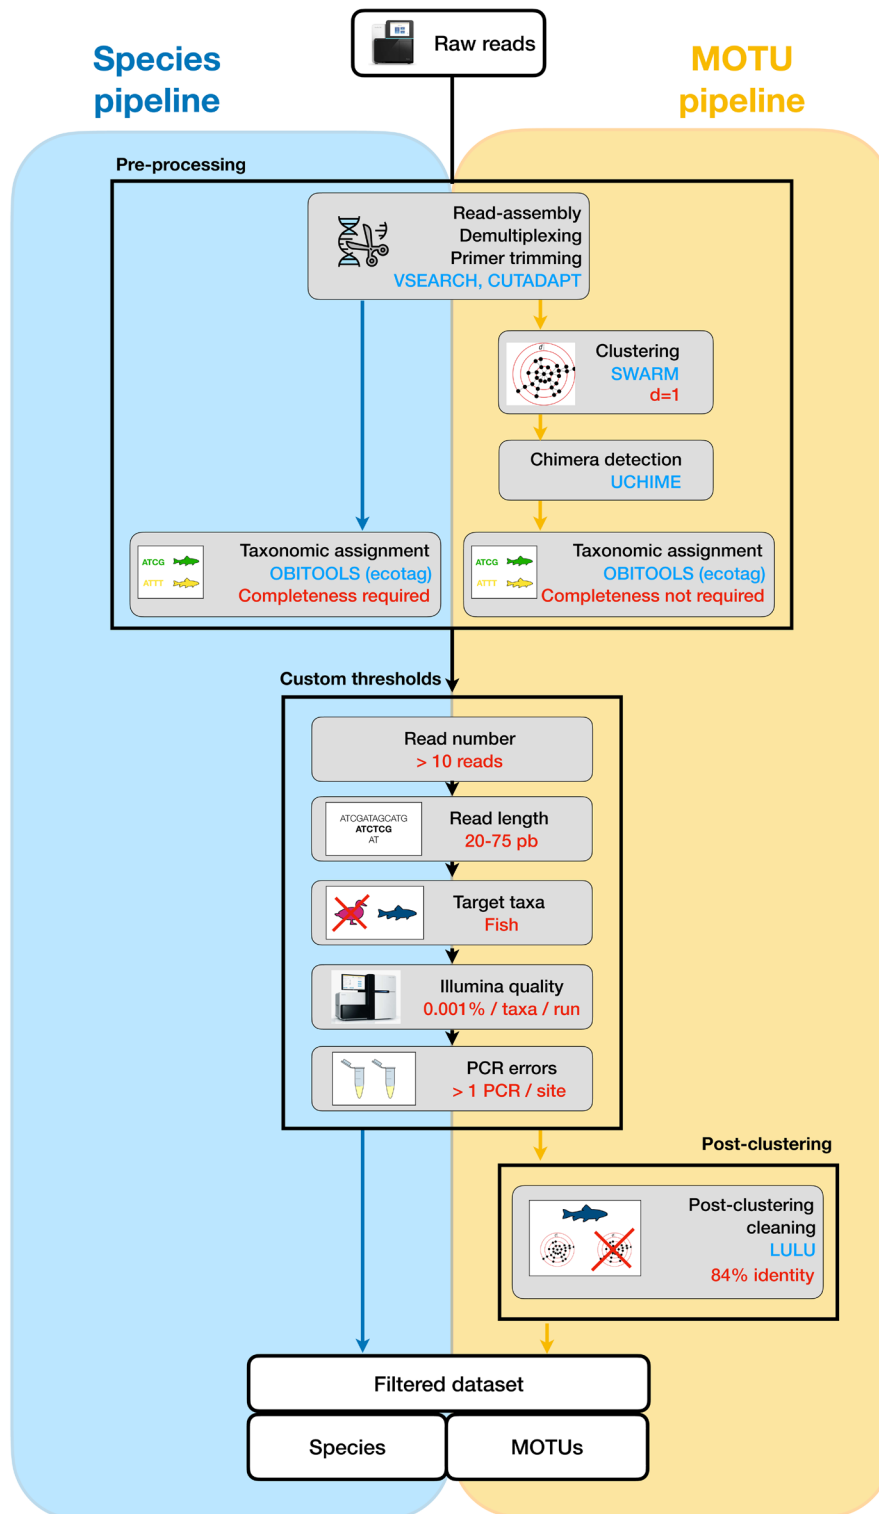 Raw reads
Species
pipeline
MOTU
pipeline
Pre-processing
Read-assembly
Demultiplexing
Primer trimming
VSEARCH, CUTADAPT
d
Clustering
SWARM
d=1
Chimera detection
UCHIME
ATCG
ATTT
Taxonomic assignment
OBITOOLS (ecotag)
Completeness required
ATCG
ATTT
Taxonomic assignment
OBITOOLS (ecotag)
Completeness not required
Custom thresholds
Read number
> 10 reads
ATCGATAGCATG
ATCTCG
AT
Read length
20-75 pb
Target taxa
Fish
Illumina quality
0.001% / taxa / run
PCR errors
> 1 PCR / site
Post-clustering
Post-clustering
cleaning
LULU
84% identity
Filtered dataset
Species
MOTUs